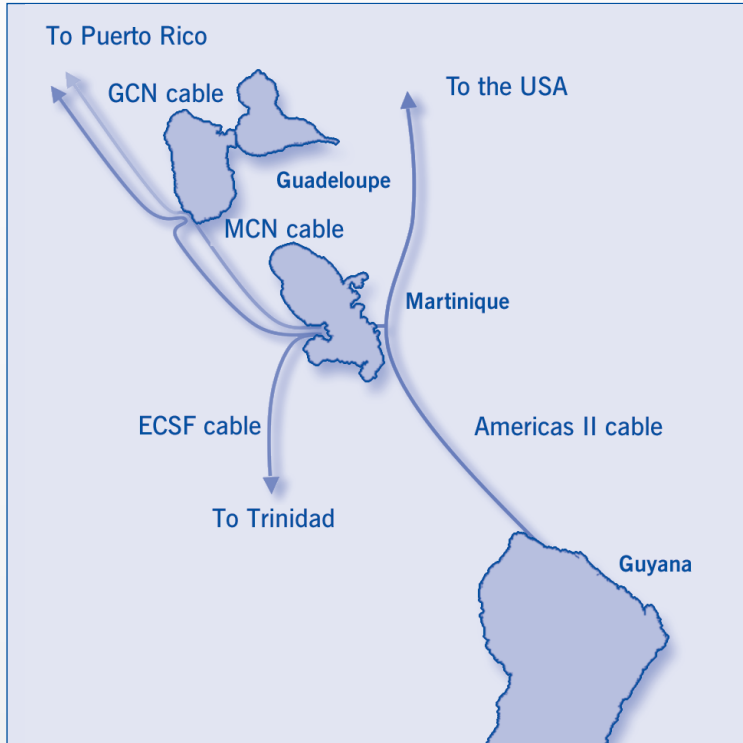 To Puerto Rico
GCN cable
To the USA
Guadeloupe
MCN cable
Martinique
ECSF cable
Americas II cable
To Trinidad
Guyana